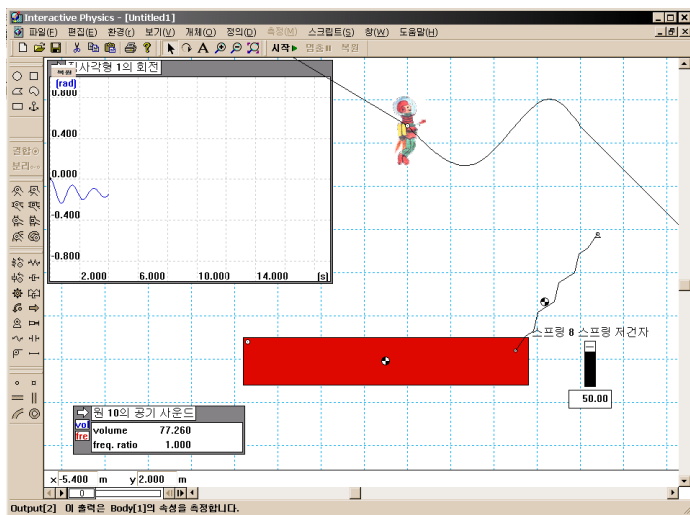 Interactive Physics - [Untitled1]
파일(F) 편집(E) 환경(r) 보기(V) 개체(O) 정의(D) 측정(M) 스크립트(S) 창(W) 도움말(H)
시작 멈춤 복원
결합
분리
복원 사각형 1의 회전
(rad)
0.800
0.400
0.000
-0.400
-0.800
2.000 6.000 10.000 14.000 (s)
스프링 8 스프링 저건자
50.00
원 10의 공기 사운드
vol volume 77.260
fre freq. ratio 1.000
x -5.400 m y 2.000 m
0
Output[2] 이 출력은 Body[1]의 속성을 측정합니다.